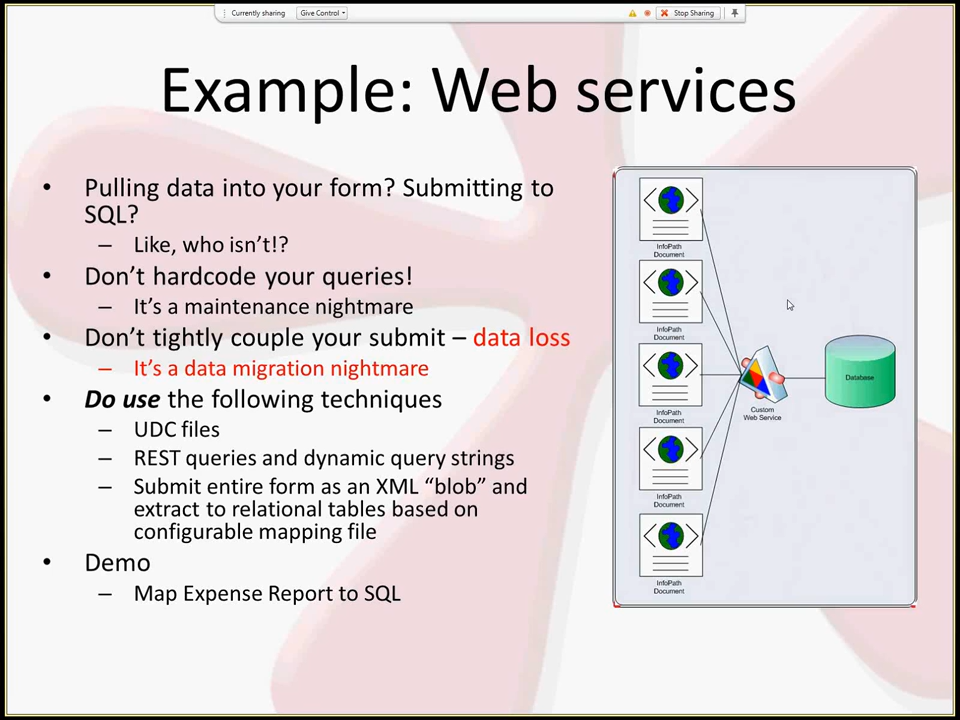 Currently sharing
Give Control
Stop Sharing
Example: Web services
• Pulling data into your form? Submitting to
SQL?
– Like, who isn’t!?
• Don’t hardcode your queries!
– It’s a maintenance nightmare
• Don’t tightly couple your submit – data loss
– It’s a data migration nightmare
• Do use the following techniques
– UDC files
– REST queries and dynamic query strings
– Submit entire form as an XML “blob” and
extract to relational tables based on
configurable mapping file
• Demo
– Map Expense Report to SQL
InfoPath
Document
InfoPath
Document
InfoPath
Document
InfoPath
Document
InfoPath
Document
Custom
Web Service
Database